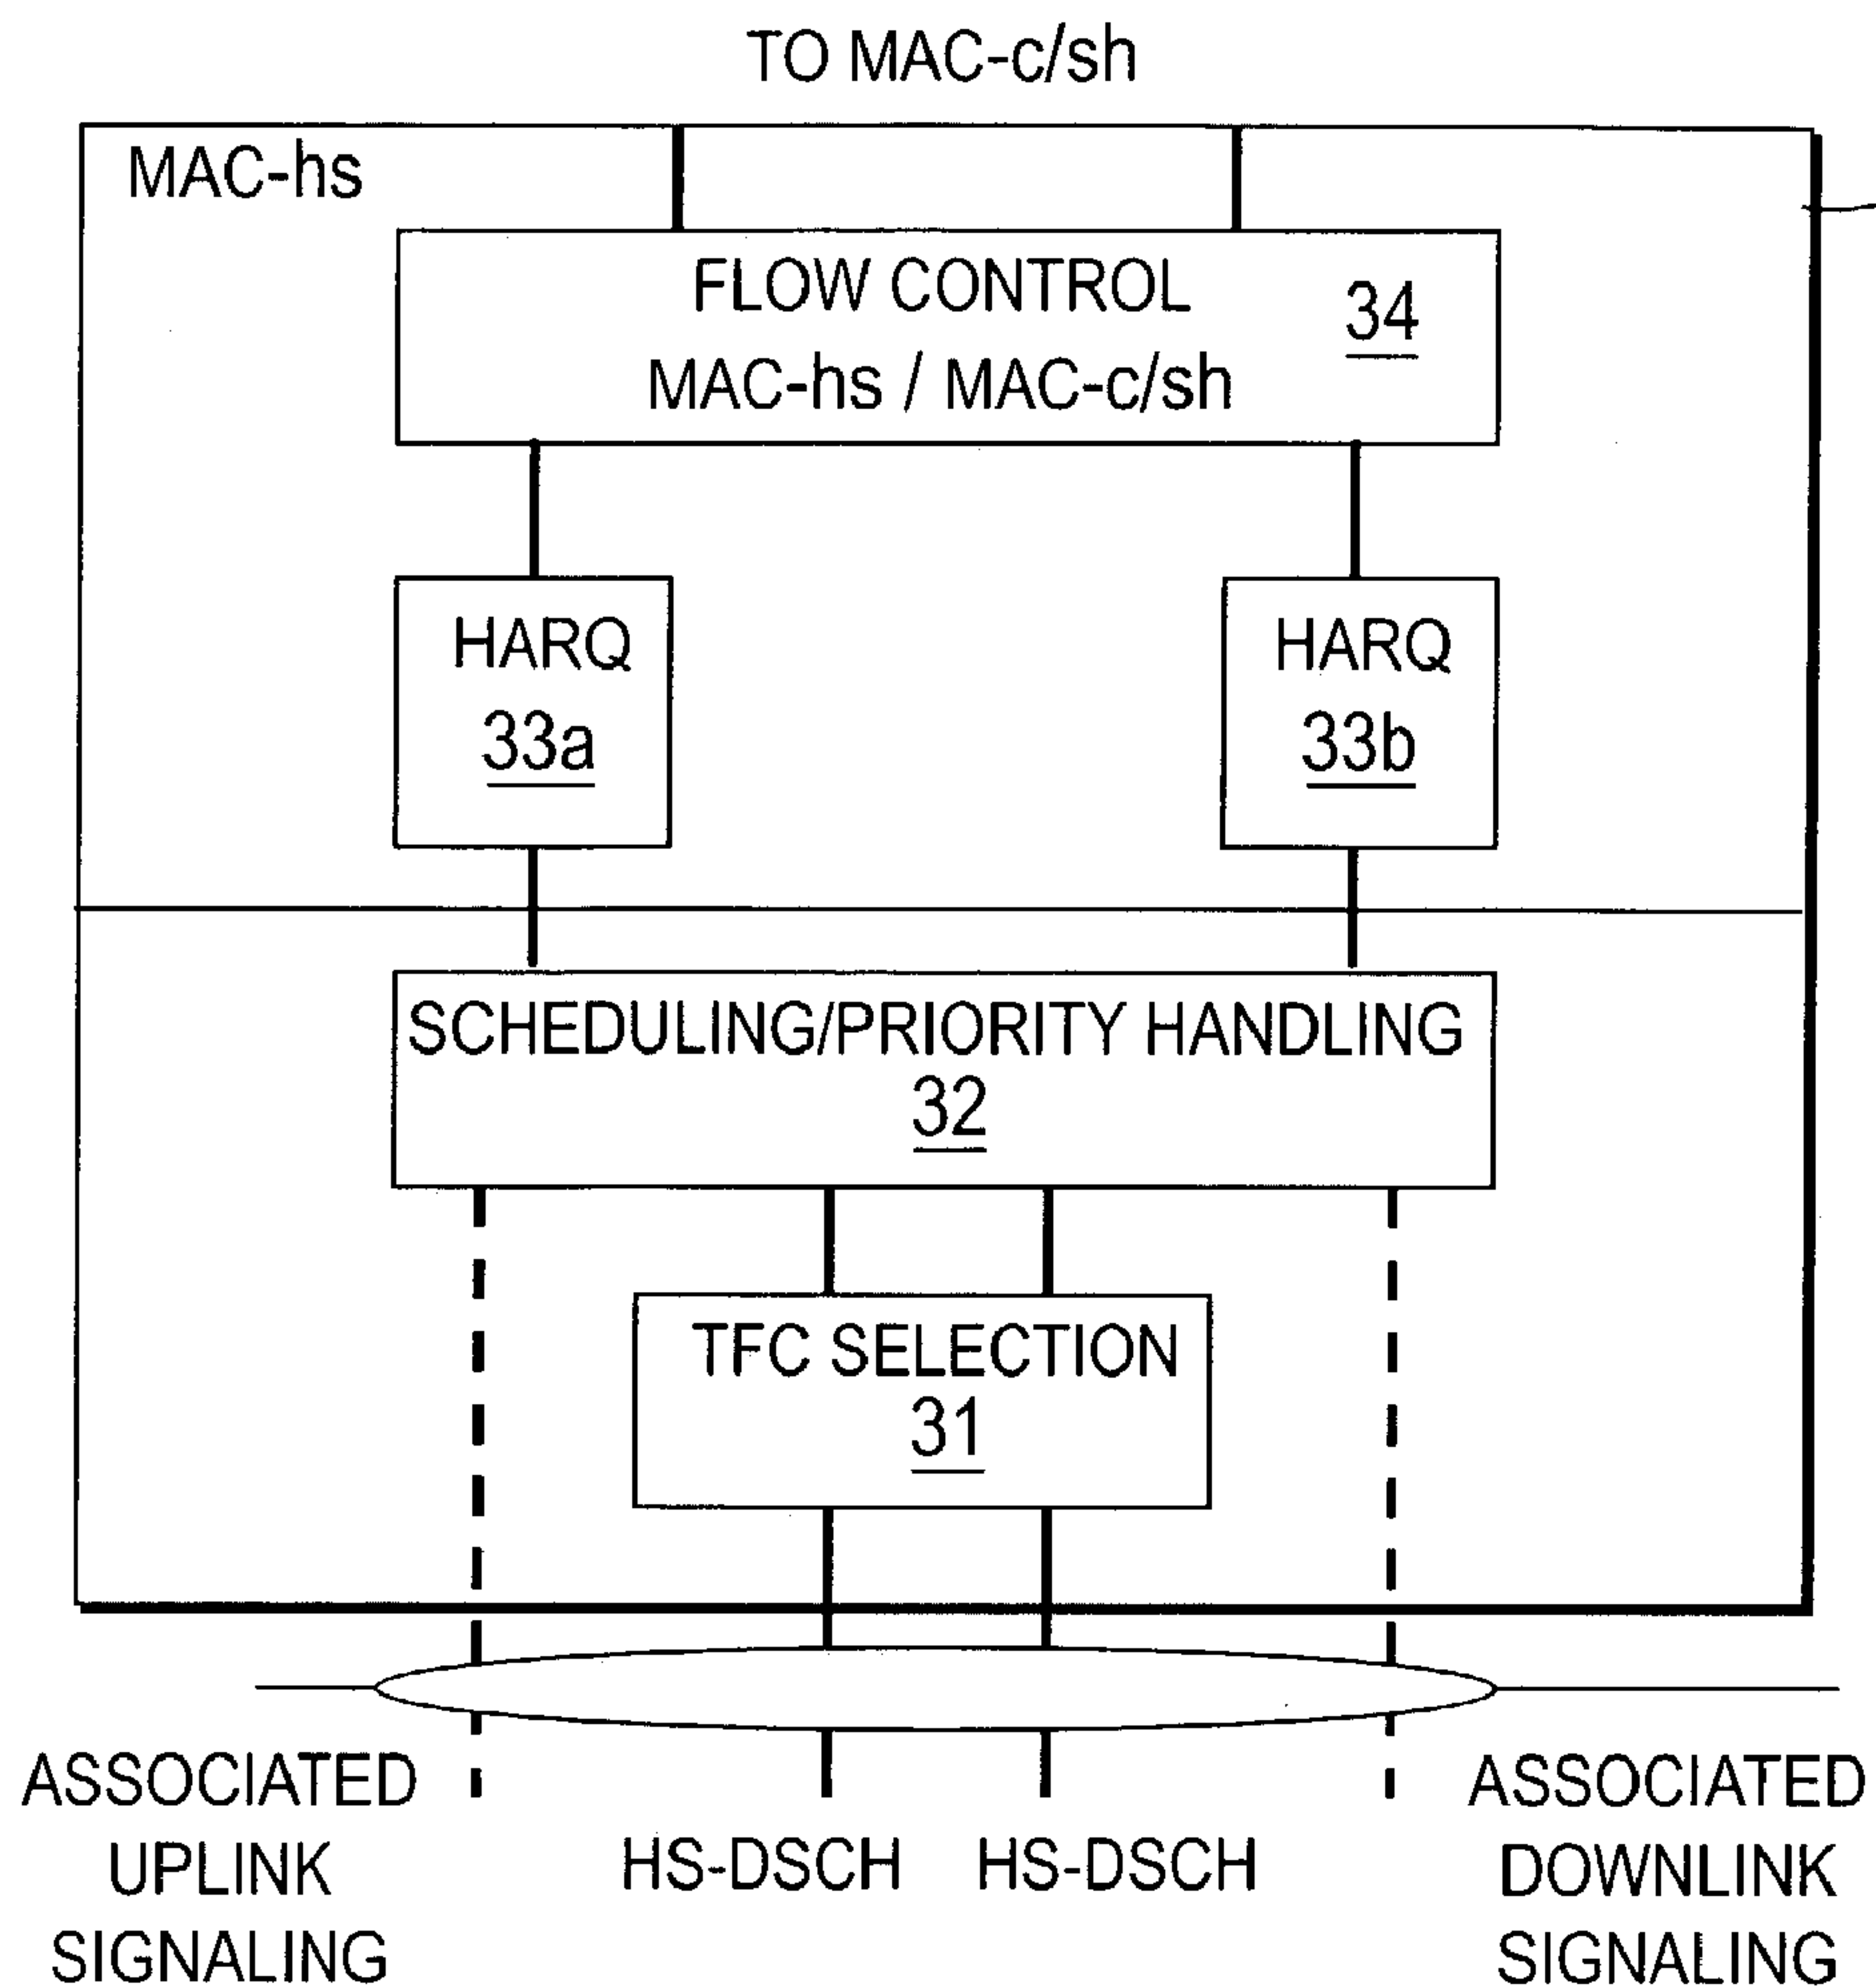 TO MAC-c/sh
MAC-hs
FLOW CONTROL
34
MAC-hs / MAC-c/sh
HARQ
33a
HARQ
33b
SCHEDULING/PRIORITY HANDLING
32
TFC SELECTION
31
ASSOCIATED
UPLINK
SIGNALING
HS-DSCH
HS-DSCH
ASSOCIATED
DOWNLINK
SIGNALING